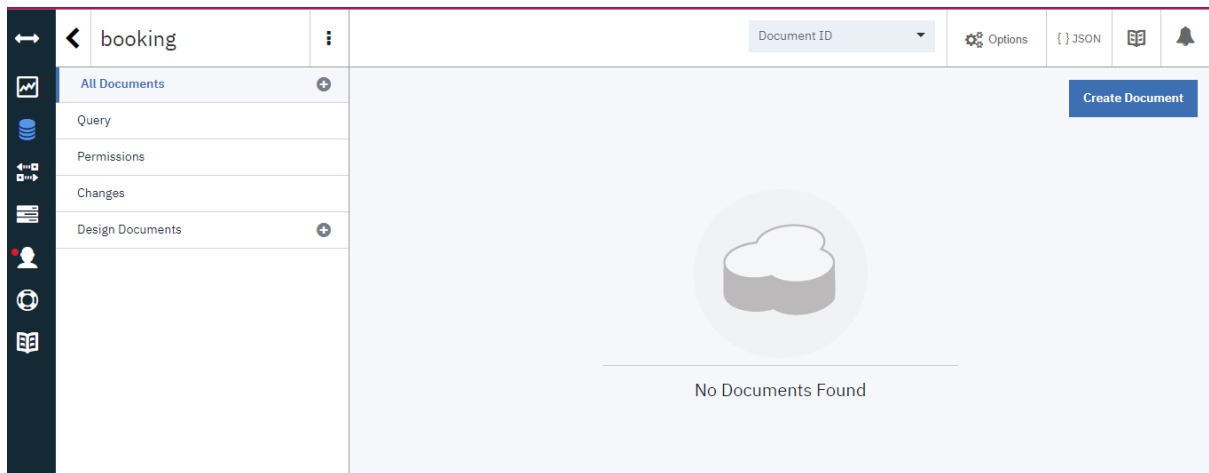 booking
Document ID
Options
{ } JSON
All Documents
Query
Permissions
Changes
Design Documents
Create Document
No Documents Found